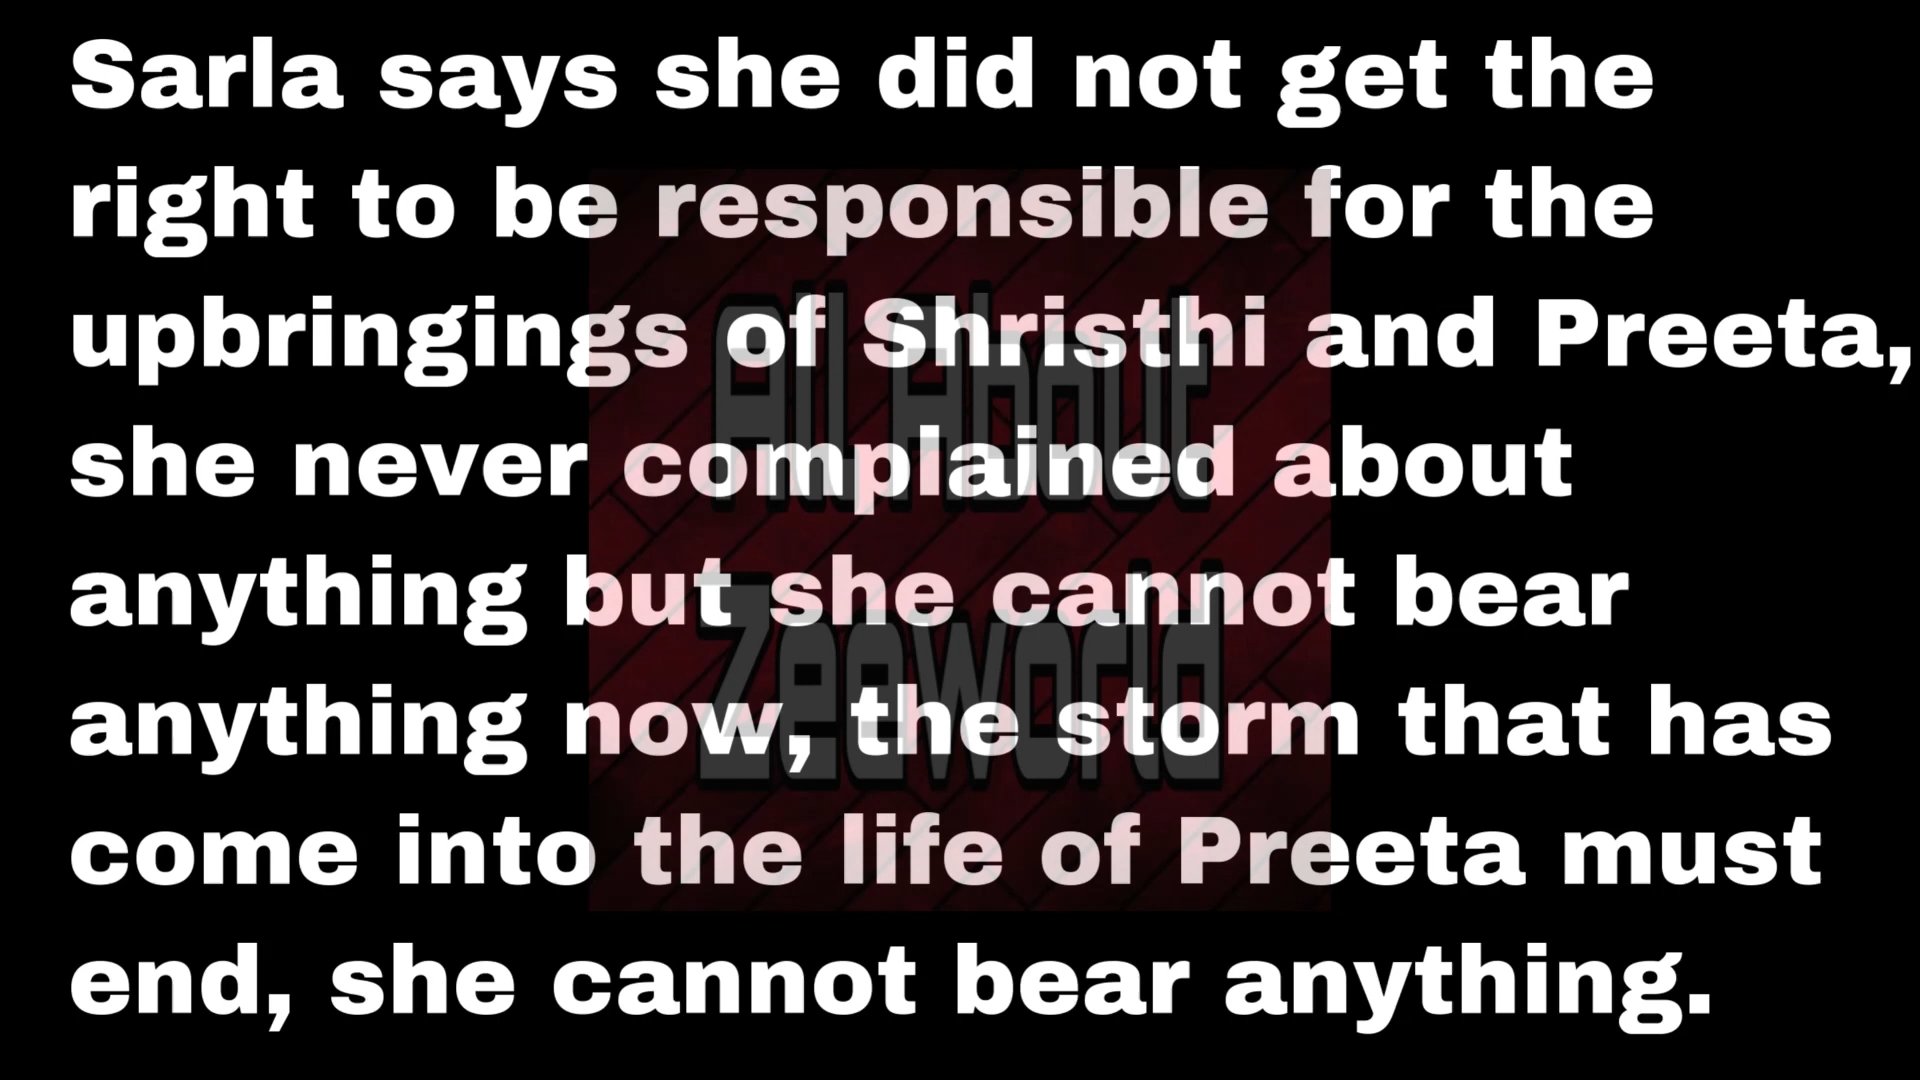 Sarla says she did not get the
right to be responsible for the
upbringings of Shristhi and Preeta,
she never complained about
anything but she cannot bear
anything now, the storm that has
come into the life of Preeta must
end, she cannot bear anything.
All About
Zeeworld